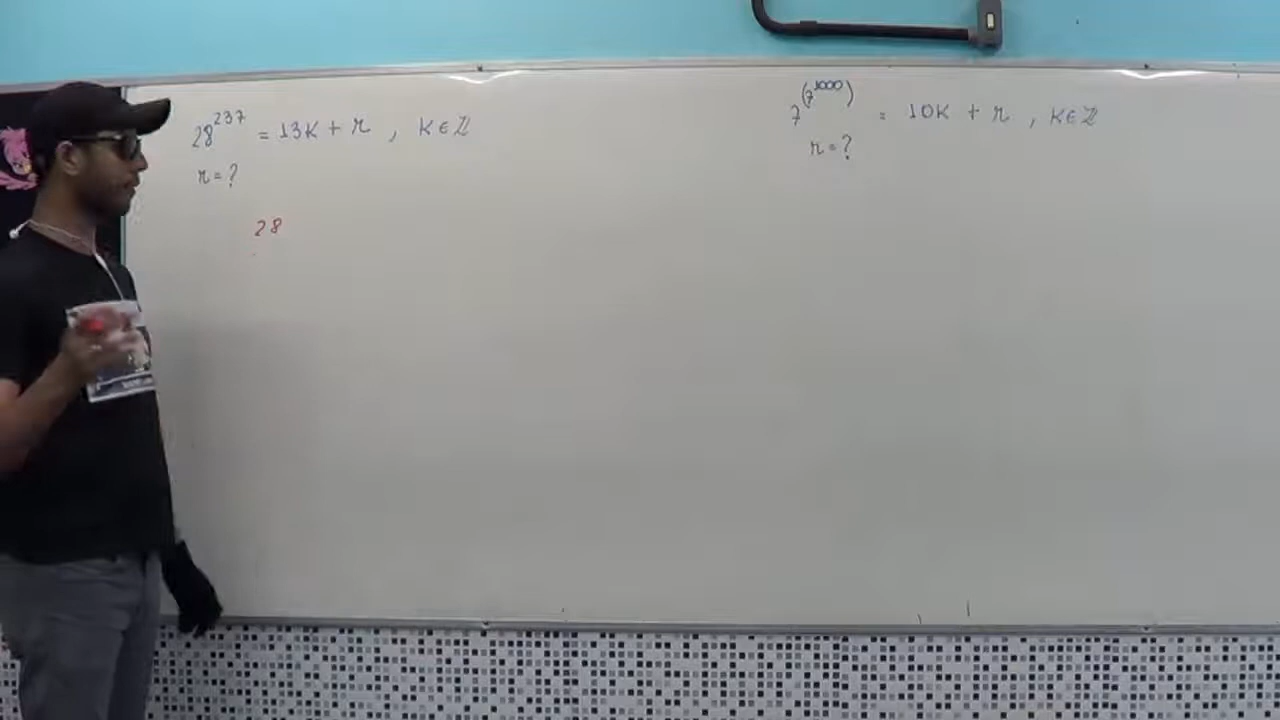 28^237 = 13K + r , K ∈ ℤ
r = ?
28
7^(7^1000) = 10K + r , K ∈ ℤ
r = ?